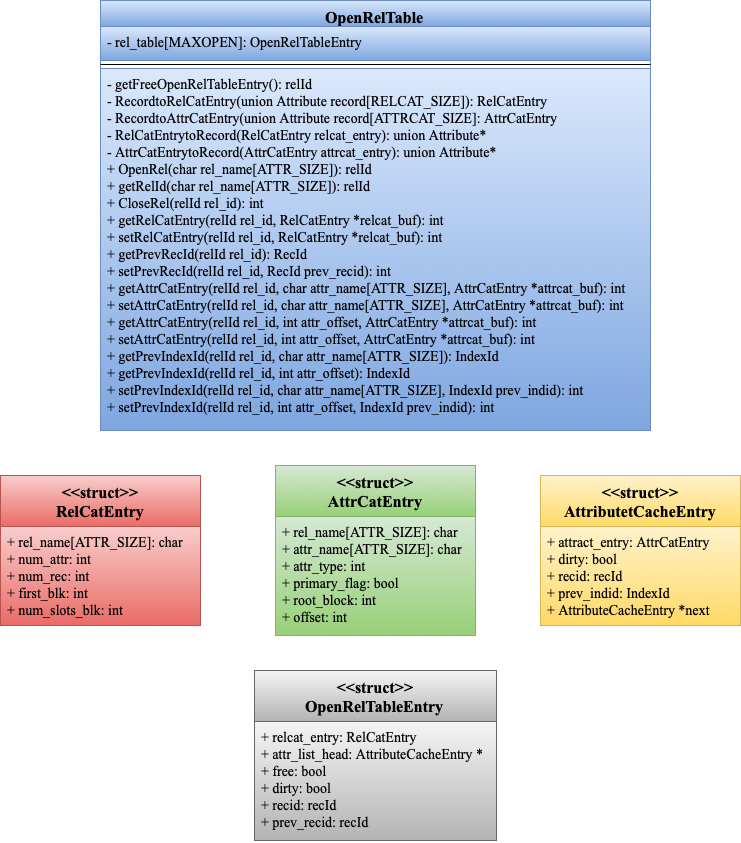 OpenRelTable
- rel_table[MAXOPEN]: OpenRelTableEntry
- getFreeOpenRelTableEntry(): relId
- RecordtoRelCatEntry(union Attribute record[RELCAT_SIZE]): RelCatEntry
- RecordtoAttrCatEntry(union Attribute record[ATTRCAT_SIZE]: AttrCatEntry
- RelCatEntrytoRecord(RelCatEntry relcat_entry): union Attribute*
- AttrCatEntrytoRecord(AttrCatEntry attrcat_entry): union Attribute*
+ OpenRel(char rel_name[ATTR_SIZE]): relId
+ getRelId(char rel_name[ATTR_SIZE]): relId
+ CloseRel(relId rel_id): int
+ getRelCatEntry(relId rel_id, RelCatEntry *relcat_buf): int
+ setRelCatEntry(relId rel_id, RelCatEntry *relcat_buf): int
+ getPrevRecId(relId rel_id): RecId
+ setPrevRecId(relId rel_id, RecId prev_recid): int
+ getAttrCatEntry(relId rel_id, char attr_name[ATTR_SIZE], AttrCatEntry *attrcat_buf): int
+ setAttrCatEntry(relId rel_id, char attr_name[ATTR_SIZE], AttrCatEntry *attrcat_buf): int
+ getAttrCatEntry(relId rel_id, int attr_offset, AttrCatEntry *attrcat_buf): int
+ setAttrCatEntry(relId rel_id, int attr_offset, AttrCatEntry *attrcat_buf): int
+ getPrevIndexId(relId rel_id, char attr_name[ATTR_SIZE]): IndexId
+ getPrevIndexId(relId rel_id, int attr_offset): IndexId
+ setPrevIndexId(relId rel_id, char attr_name[ATTR_SIZE], IndexId prev_indid): int
+ setPrevIndexId(relId rel_id, int attr_offset, IndexId prev_indid): int
<<struct>>
RelCatEntry
+ rel_name[ATTR_SIZE]: char
+ num_attr: int
+ num_rec: int
+ first_blk: int
+ num_slots_blk: int
<<struct>>
AttrCatEntry
+ rel_name[ATTR_SIZE]: char
+ attr_name[ATTR_SIZE]: char
+ attr_type: int
+ primary_flag: bool
+ root_block: int
+ offset: int
<<struct>>
AttributetCacheEntry
+ attract_entry: AttrCatEntry
+ dirty: bool
+ recid: recId
+ prev_indid: IndexId
+ AttributeCacheEntry *next
<<struct>>
OpenRelTableEntry
+ relcat_entry: RelCatEntry
+ attr_list_head: AttributeCacheEntry *
+ free: bool
+ dirty: bool
+ recid: recId
+ prev_recid: recId